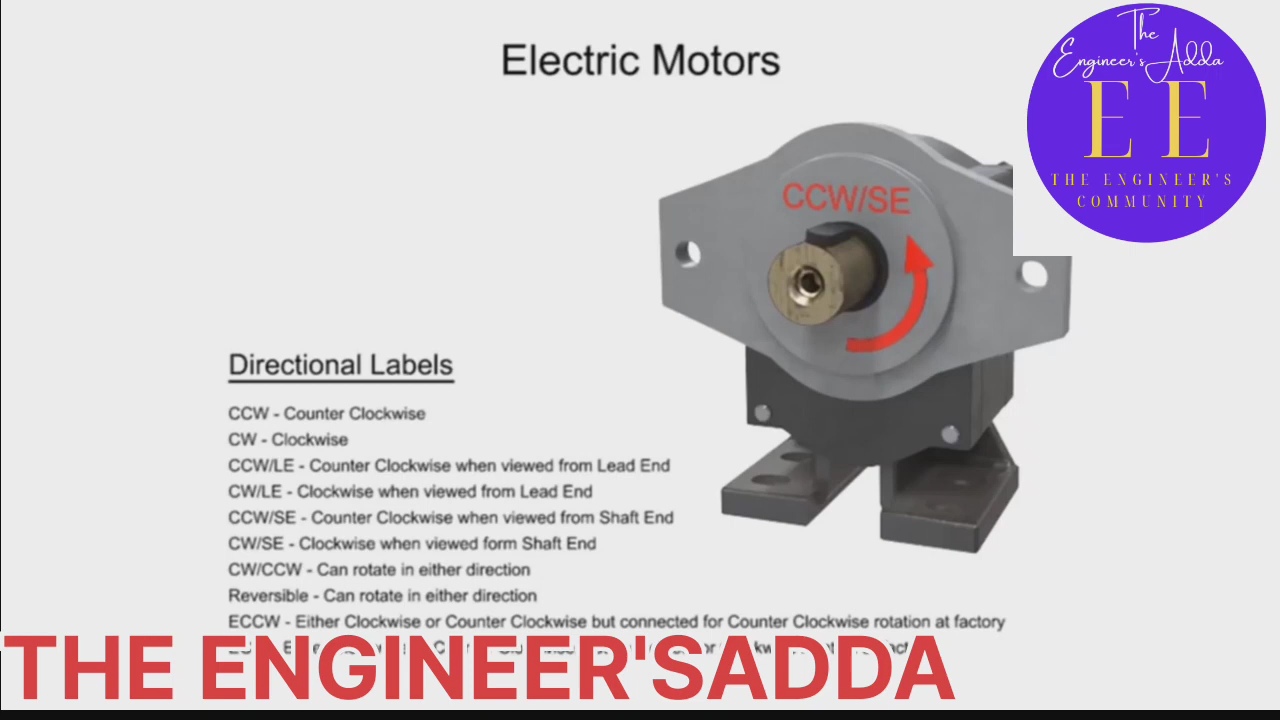 Electric Motors
The
Engineer's Adda
E E
THE ENGINEER'S
COMMUNITY
CCW/SE
Directional Labels
CCW - Counter Clockwise
CW - Clockwise
CCW/LE - Counter Clockwise when viewed from Lead End
CW/LE - Clockwise when viewed from Lead End
CCW/SE - Counter Clockwise when viewed from Shaft End
CW/SE - Clockwise when viewed form Shaft End
CW/CCW - Can rotate in either direction
Reversible - Can rotate in either direction
ECCW - Either Clockwise or Counter Clockwise but connected for Counter Clockwise rotation at factory
THE ENGINEER'SADDA